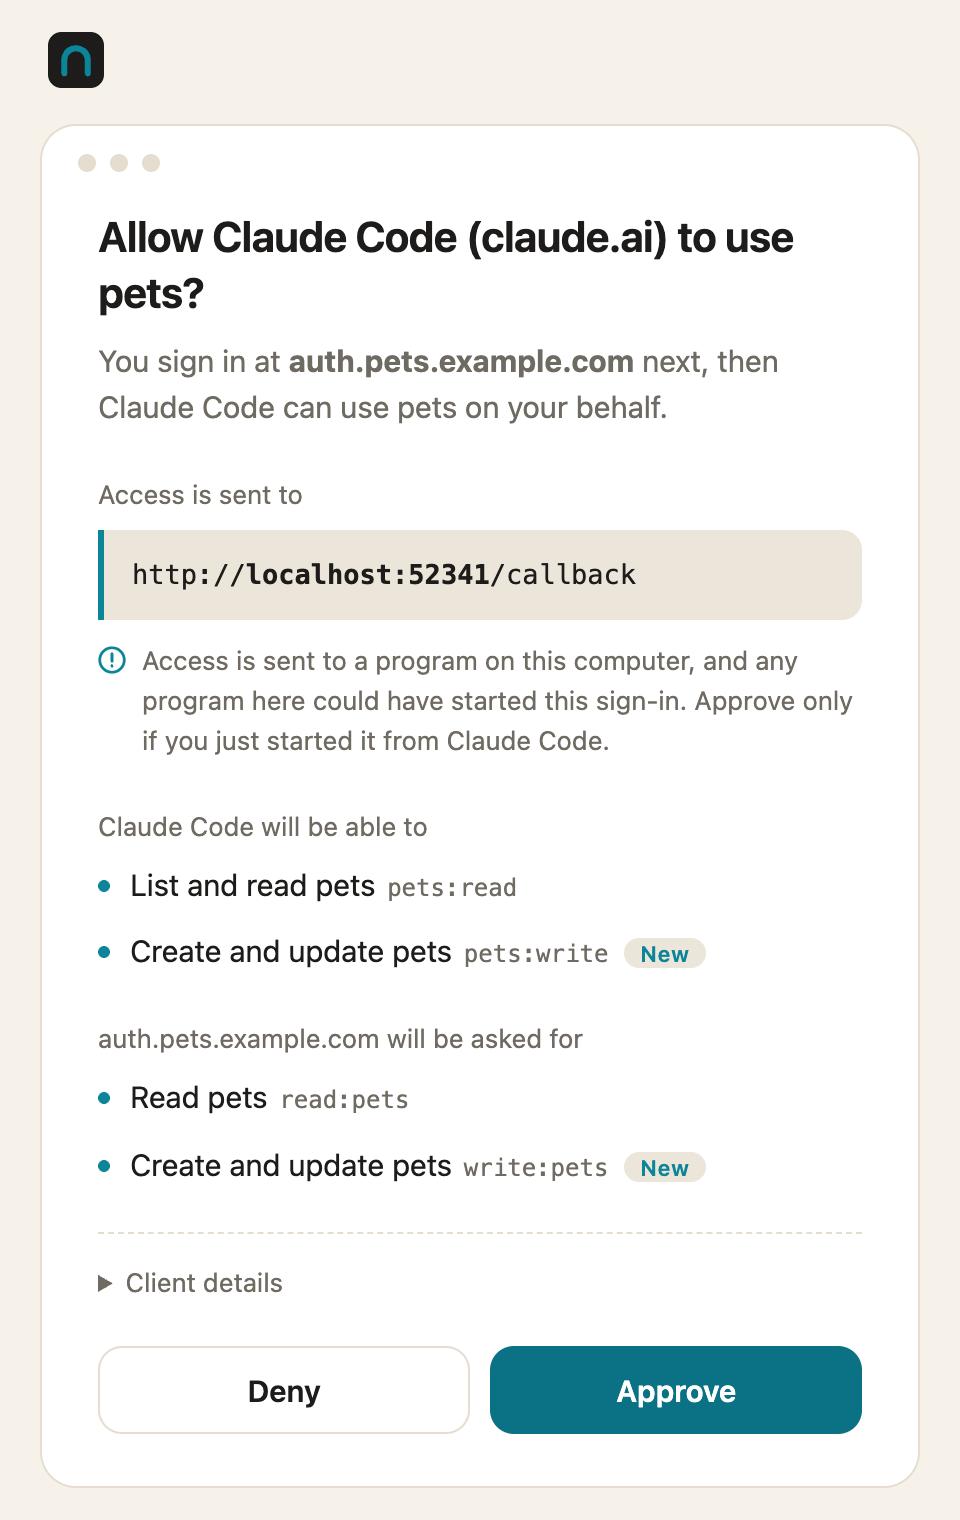 Allow Claude Code (claude.ai) to use
pets?
You sign in at auth.pets.example.com next, then
Claude Code can use pets on your behalf.
Access is sent to
http://localhost:52341/callback
Access is sent to a program on this computer, and any
program here could have started this sign-in. Approve only
if you just started it from Claude Code.
Claude Code will be able to
List and read pets pets:read
Create and update pets pets:write New
auth.pets.example.com will be asked for
Read pets read:pets
Create and update pets write:pets New
Client details
Deny Approve